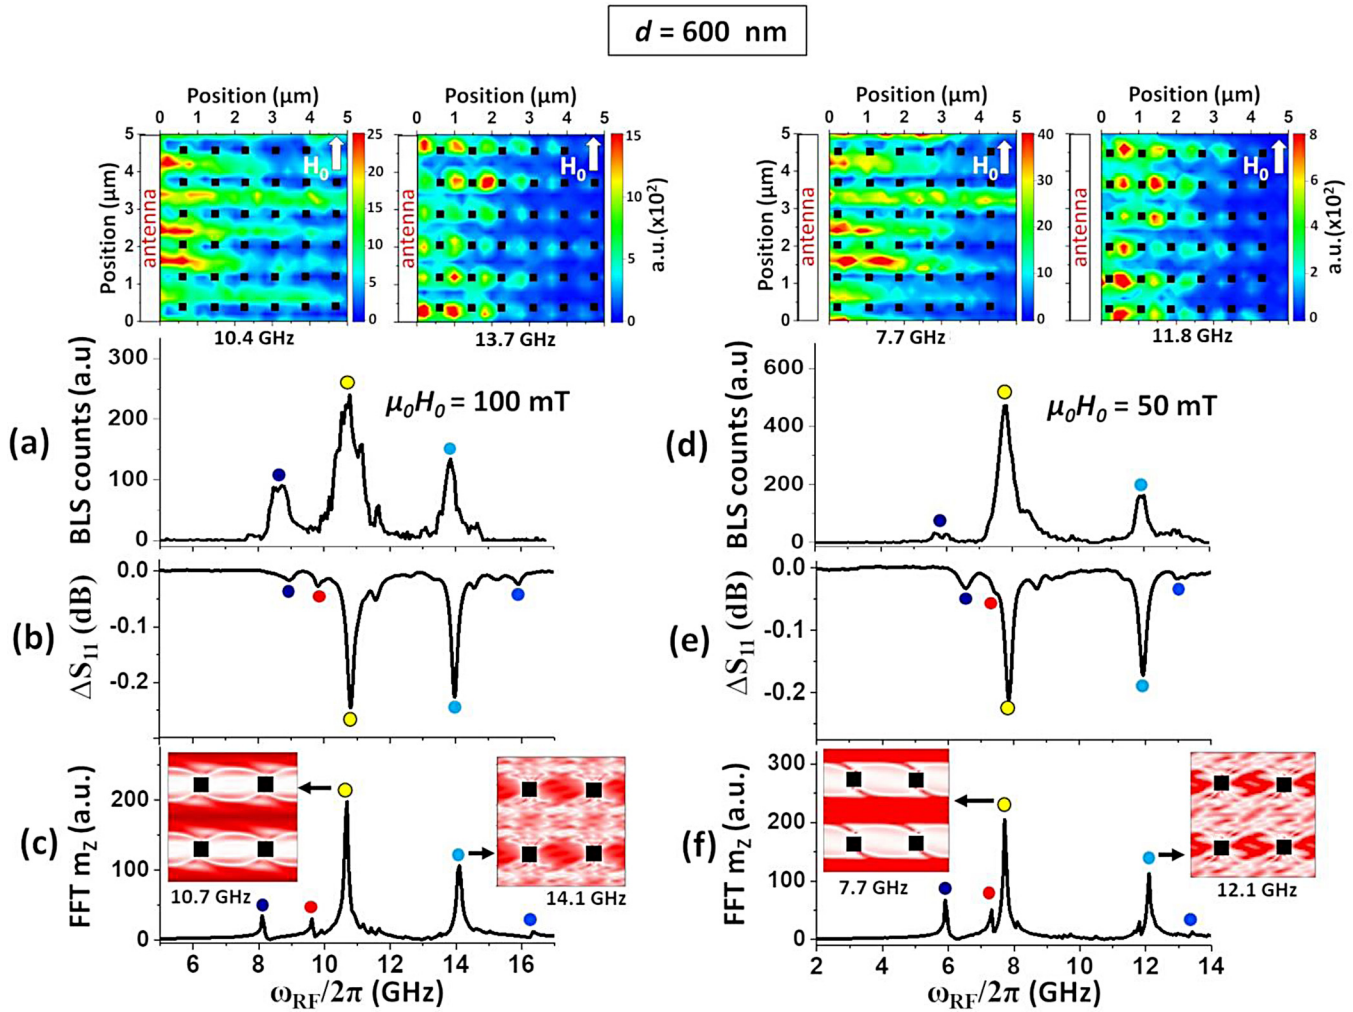 d = 600 nm
Position (μm)
0 1 2 3 4 5
Position (μm)
0 1 2 3 4 5
Position (μm)
0 1 2 3 4 5
Position (μm)
0 1 2 3 4 5
Position (μm)
5
4
3
2
1
0
antenna
H0
25
20
15
10
5
0
antenna
H0
15
10
5
0
a.u.(x10²)
Position (μm)
5
4
3
2
1
0
antenna
H0
40
30
20
10
0
antenna
H0
8
6
4
2
0
a.u.(x10²)
10.4 GHz
13.7 GHz
7.7 GHz
11.8 GHz
(a)
BLS counts (a.u)
300
200
100
0
μ0H0 = 100 mT
(d)
BLS counts (a.u)
600
400
200
0
μ0H0 = 50 mT
(b)
ΔS11 (dB)
0.0
-0.1
-0.2
(e)
ΔS11 (dB)
0.0
-0.1
-0.2
(c)
FFT mZ (a.u.)
200
100
0
10.7 GHz
14.1 GHz
8 10 12 14 16
ωRF/2π (GHz)
(f)
FFT mZ (a.u.)
300
200
100
0
7.7 GHz
12.1 GHz
2 4 6 8 10 12 14
ωRF/2π (GHz)